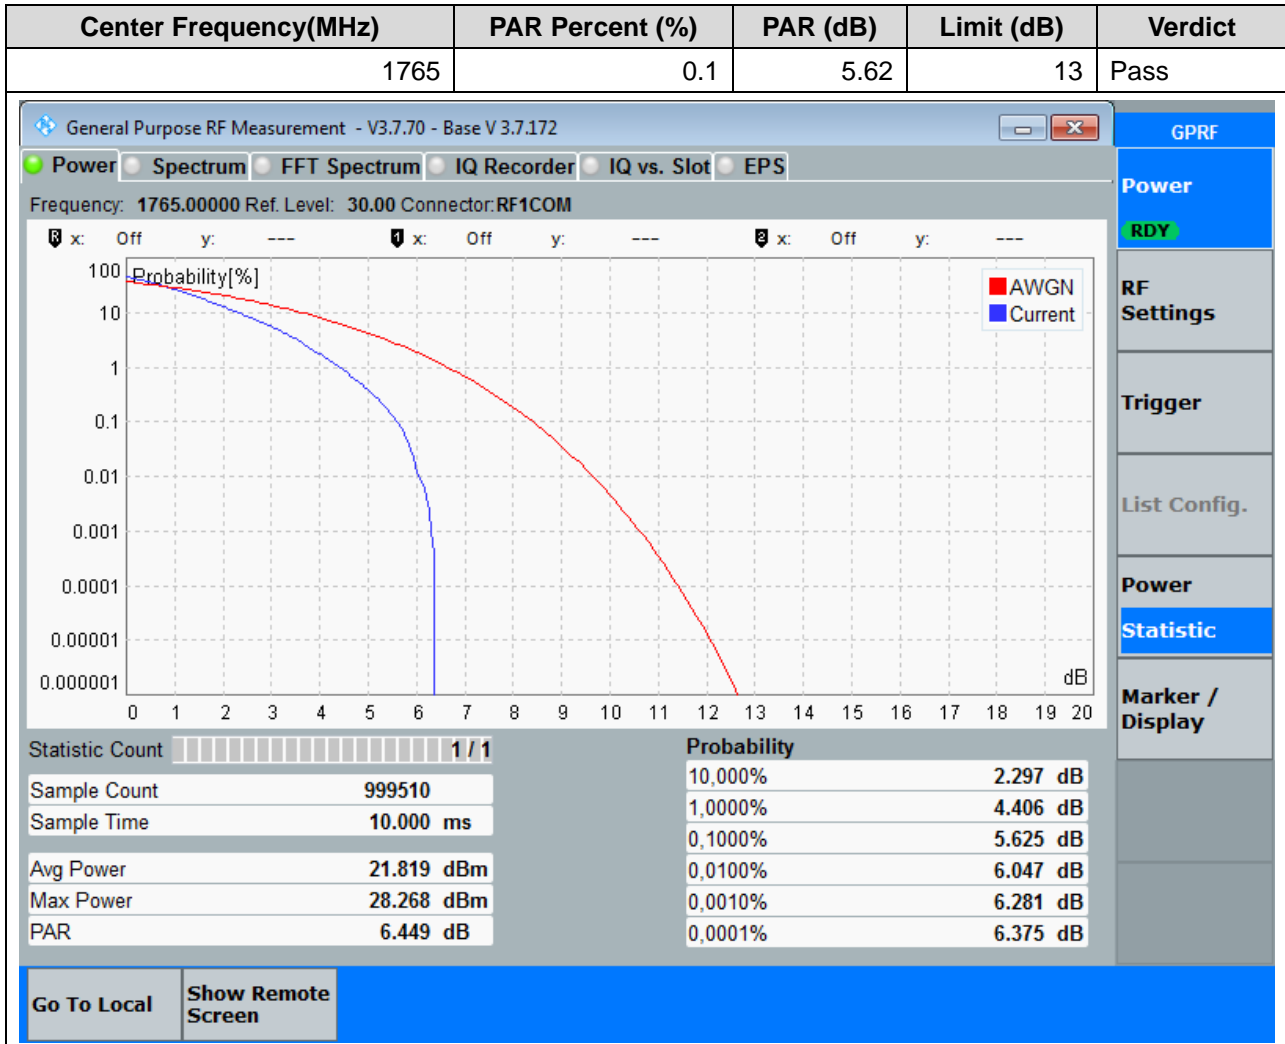 Center Frequency(MHz) PAR Percent (%) PAR (dB) Limit (dB) Verdict
1765 0.1 5.62 13 Pass
General Purpose RF Measurement - V3.7.70 - Base V 3.7.172
GPRF
Power Spectrum FFT Spectrum IQ Recorder IQ vs. Slot EPS
Frequency: 1765.00000 Ref. Level: 30.00 Connector:RF1COM
R x: Off y: --- 1 x: Off y: --- 2 x: Off y: ---
Probability[%]
100
10
1
0.1
0.01
0.001
0.0001
0.00001
0.000001
AWGN
Current
dB
0 1 2 3 4 5 6 7 8 9 10 11 12 13 14 15 16 17 18 19 20
Statistic Count 1 / 1
Sample Count 999510
Sample Time 10.000 ms
Avg Power 21.819 dBm
Max Power 28.268 dBm
PAR 6.449 dB
Probability
10,000% 2.297 dB
1,0000% 4.406 dB
0,1000% 5.625 dB
0,0100% 6.047 dB
0,0010% 6.281 dB
0,0001% 6.375 dB
Power
RDY
RF
Settings
Trigger
List Config.
Power
Statistic
Marker /
Display
Go To Local
Show Remote
Screen